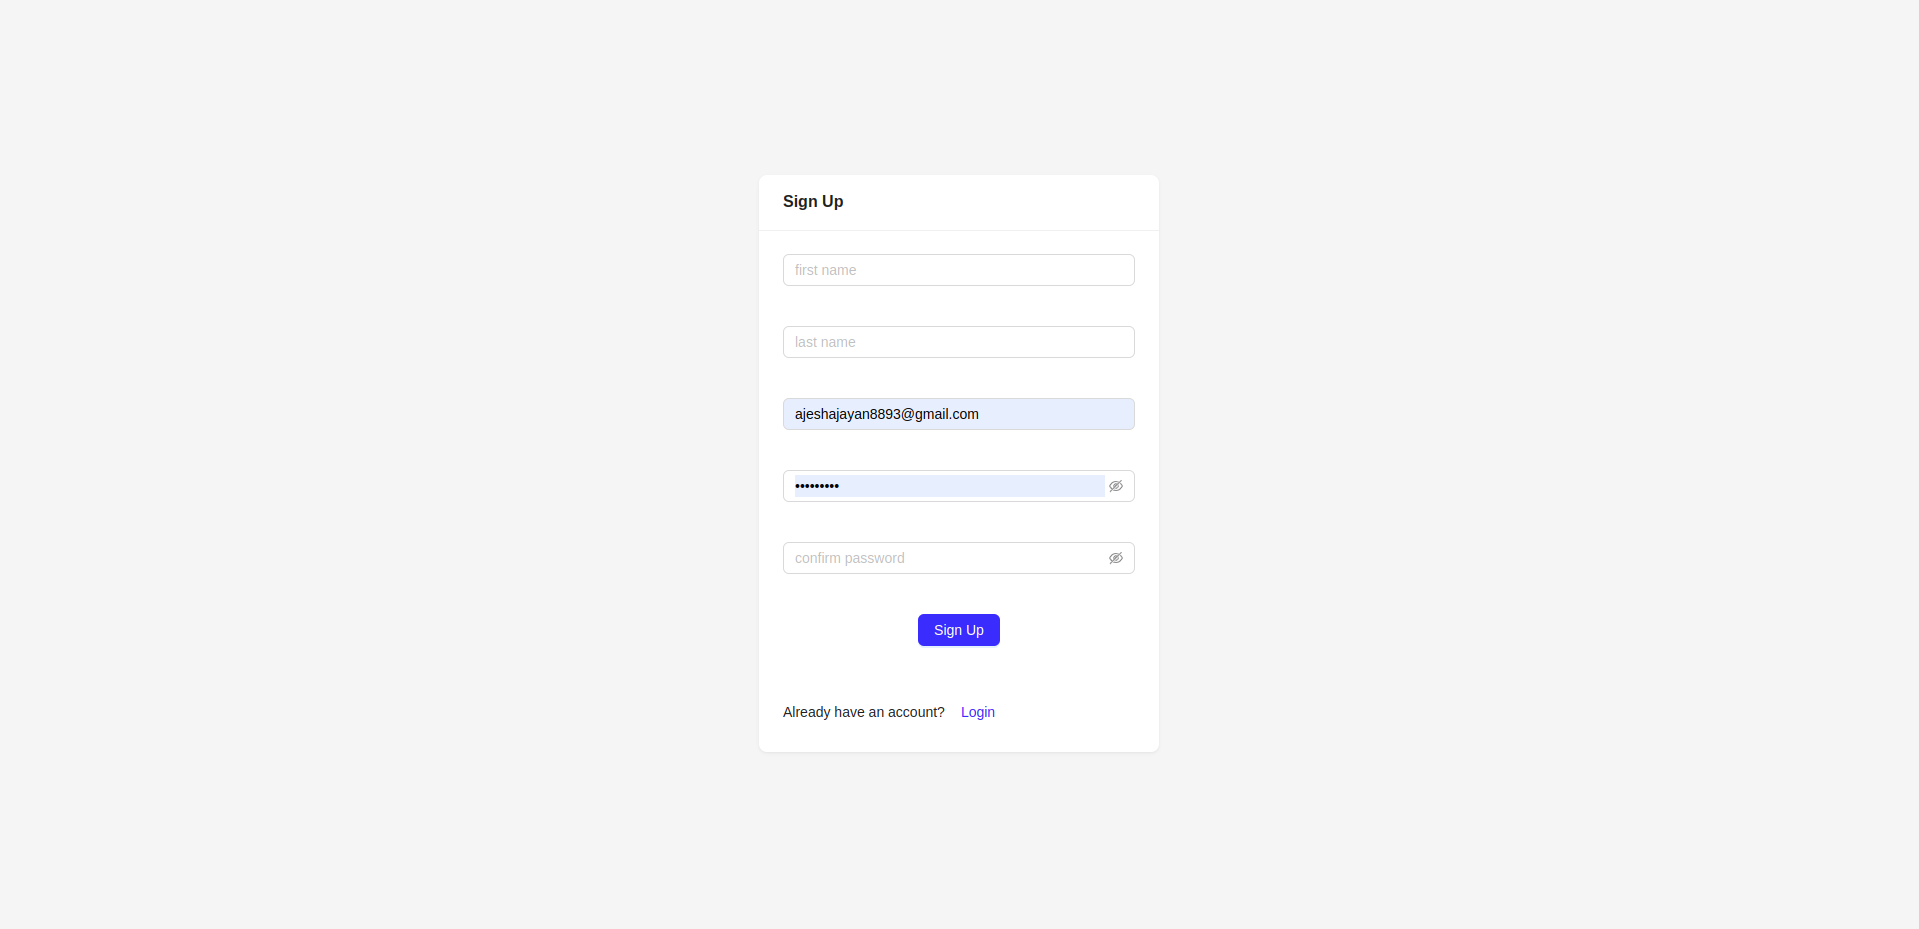 Sign Up
first name
last name
ajeshajayan8893@gmail.com
•••••••••
confirm password
Sign Up
Already have an account? Login